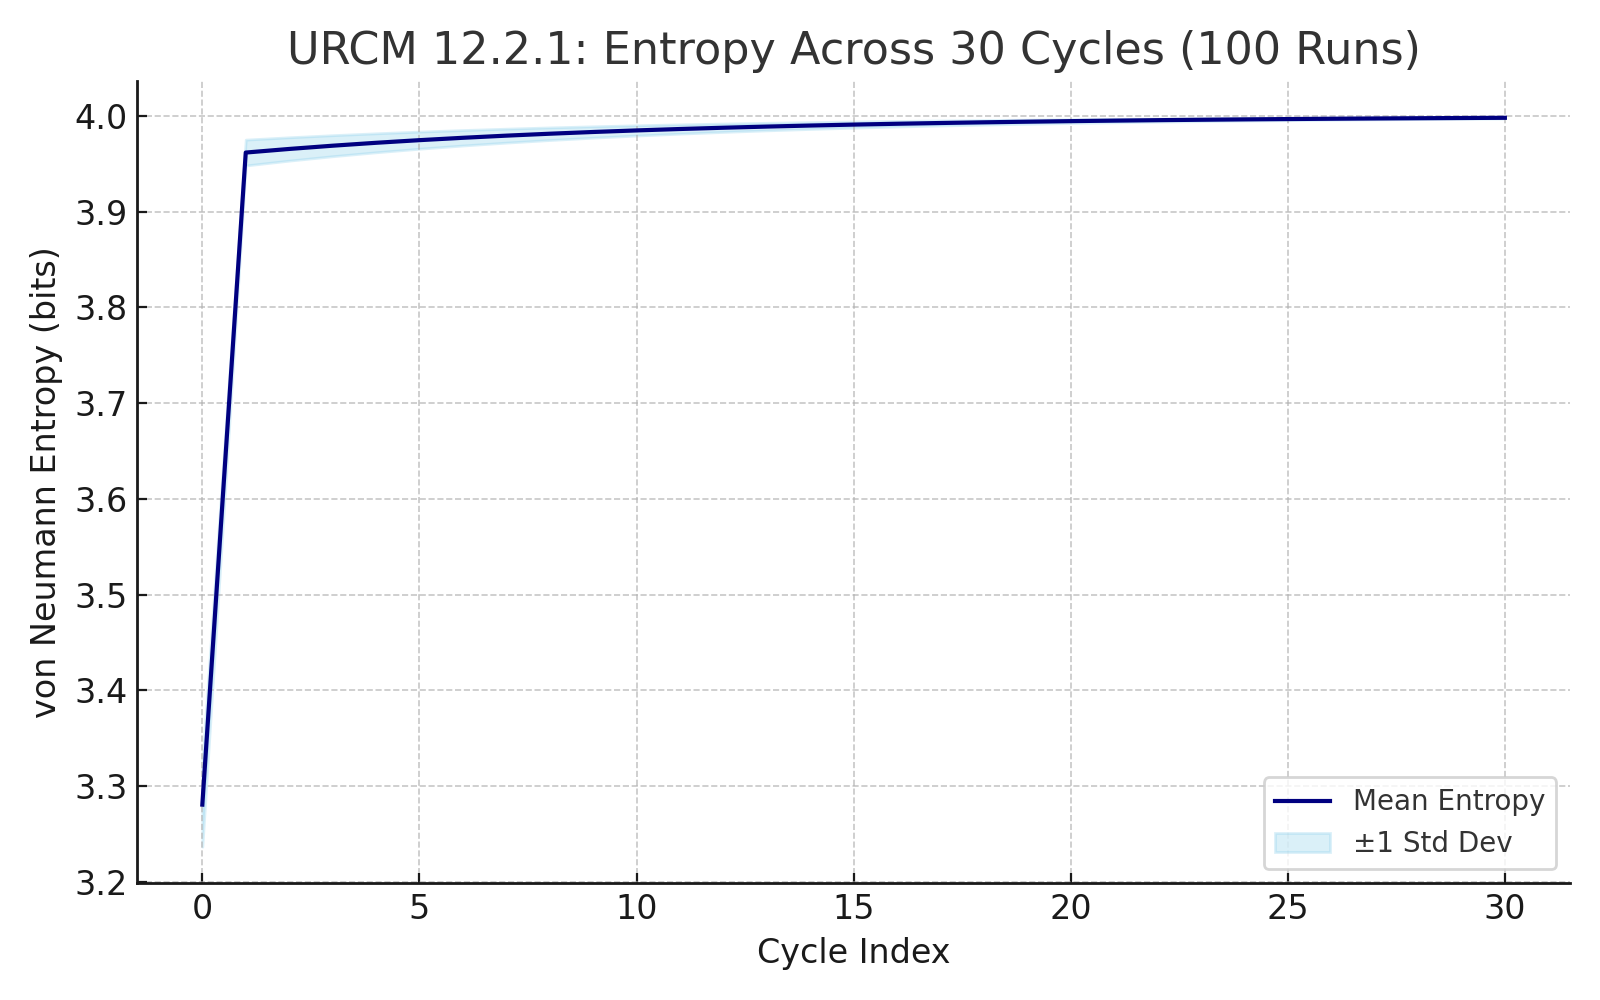 URCM 12.2.1: Entropy Across 30 Cycles (100 Runs)
von Neumann Entropy (bits)
4.0
3.9
3.8
3.7
3.6
3.5
3.4
3.3
3.2
Mean Entropy
±1 Std Dev
0 5 10 15 20 25 30
Cycle Index